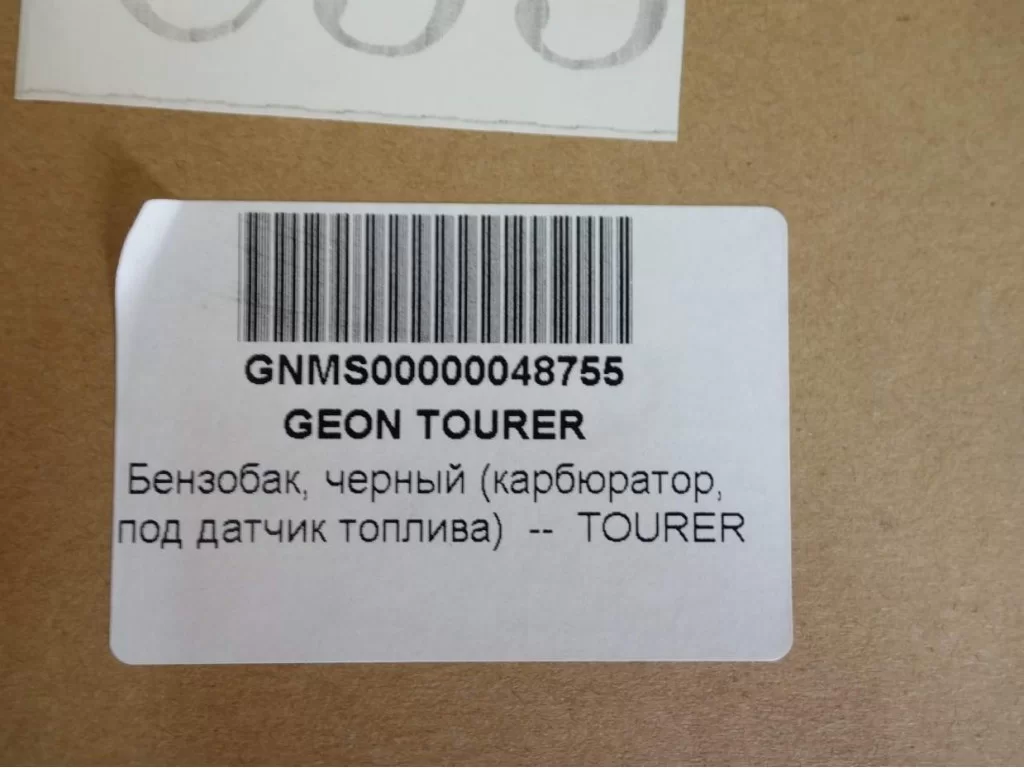 GNMS00000048755
GEON TOURER
Бензобак, черный (карбюратор,
под датчик топлива) -- TOURER